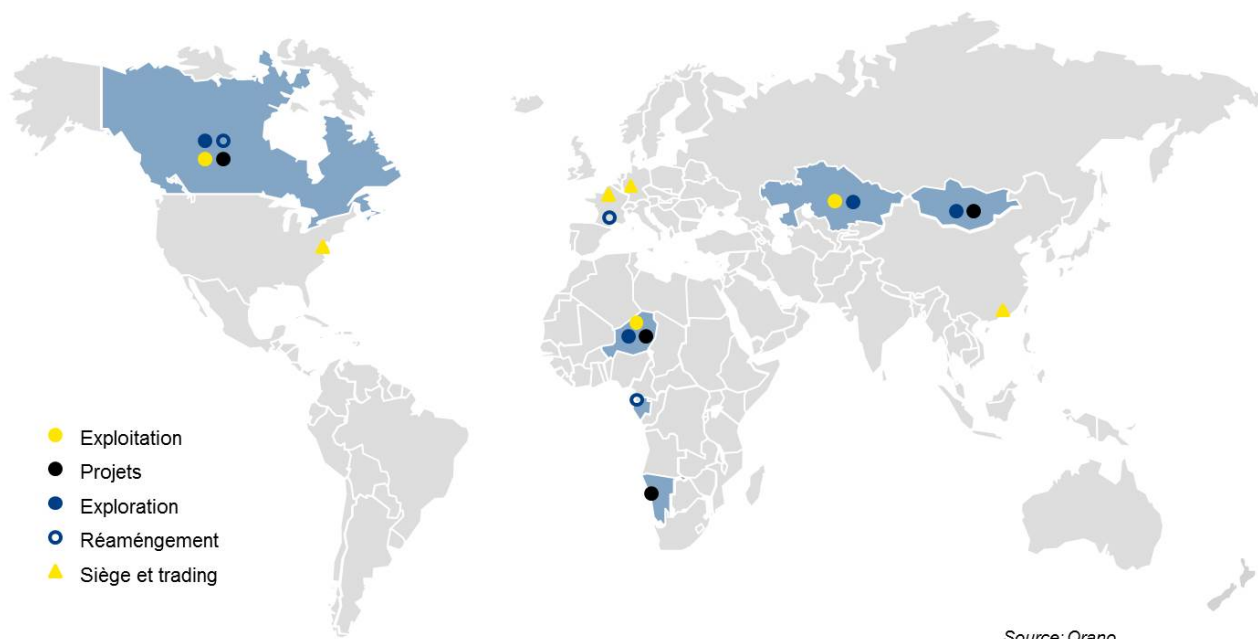 Exploitation
Projets
Exploration
Réaméngement
Siège et trading
Source: Orano